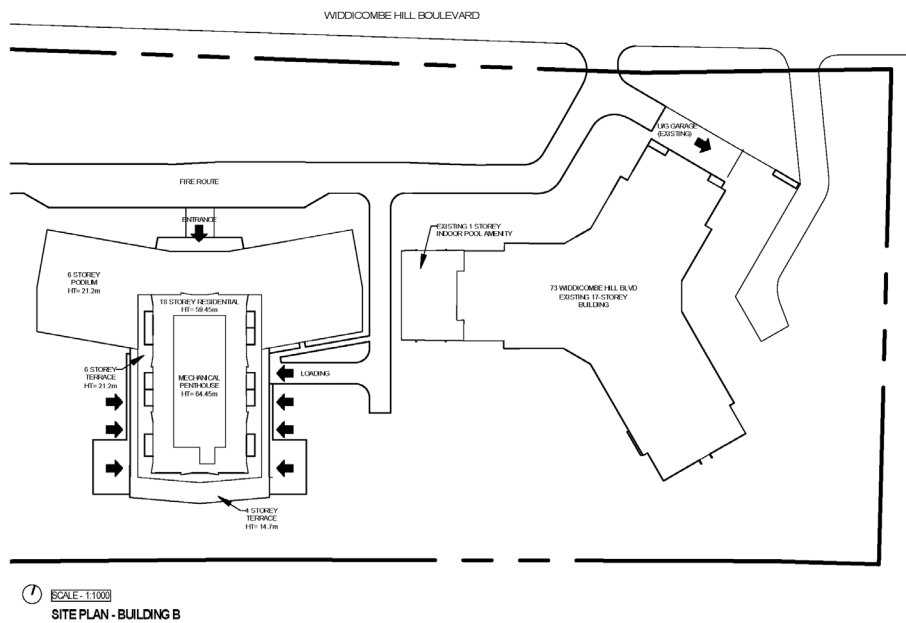 WIDDICOMBE HILL BOULEVARD
U/G GARAGE
(EXISTING)
FIRE ROUTE
ENTRANCE
EXISTING 1 STOREY
INDOOR POOL AMENITY
6 STOREY
PODIUM
HT= 21.2m
18 STOREY RESIDENTIAL
HT= 59.45m
73 WIDDICOMBE HILL BLVD
EXISTING 17-STOREY
BUILDING
6 STOREY
TERRACE
HT= 21.2m
MECHANICAL
PENTHOUSE
HT= 64.45m
LOADING
4 STOREY
TERRACE
HT= 14.7m
SCALE - 1:1000
SITE PLAN - BUILDING B